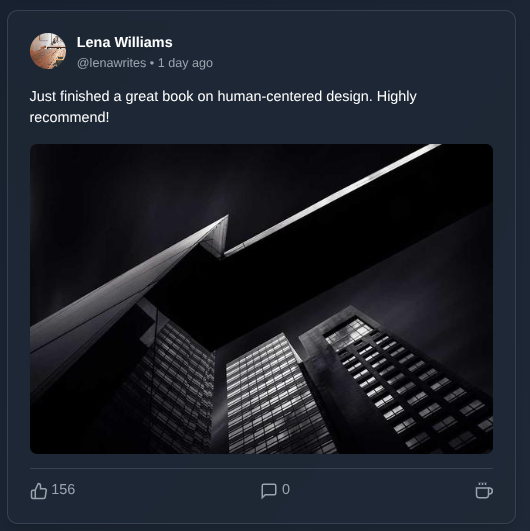 Lena Williams
@lenawrites • 1 day ago
Just finished a great book on human-centered design. Highly
recommend!
156
0